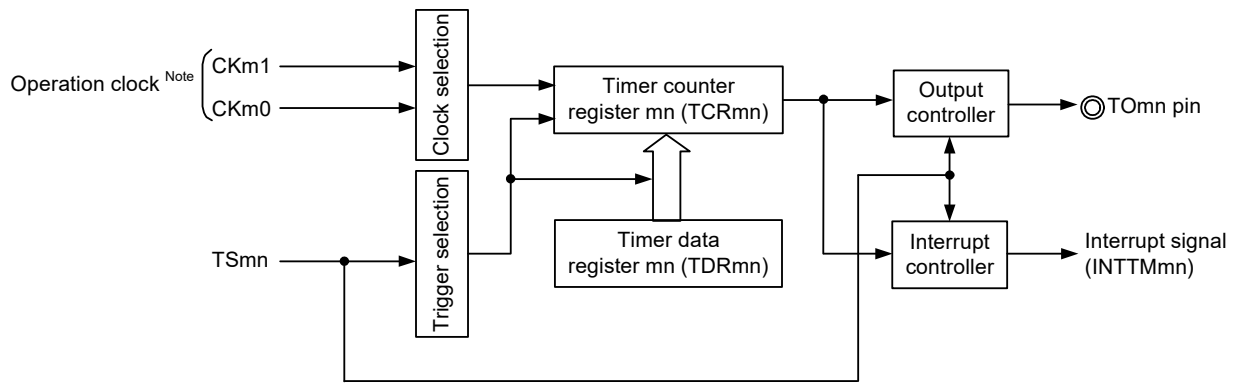 Operation clock Note
CKm1
CKm0
Clock selection
Timer counter
register mn (TCRmn)
Output
controller
TOmn pin
TSmn
Trigger selection
Timer data
register mn (TDRmn)
Interrupt
controller
Interrupt signal
(INTTMmn)